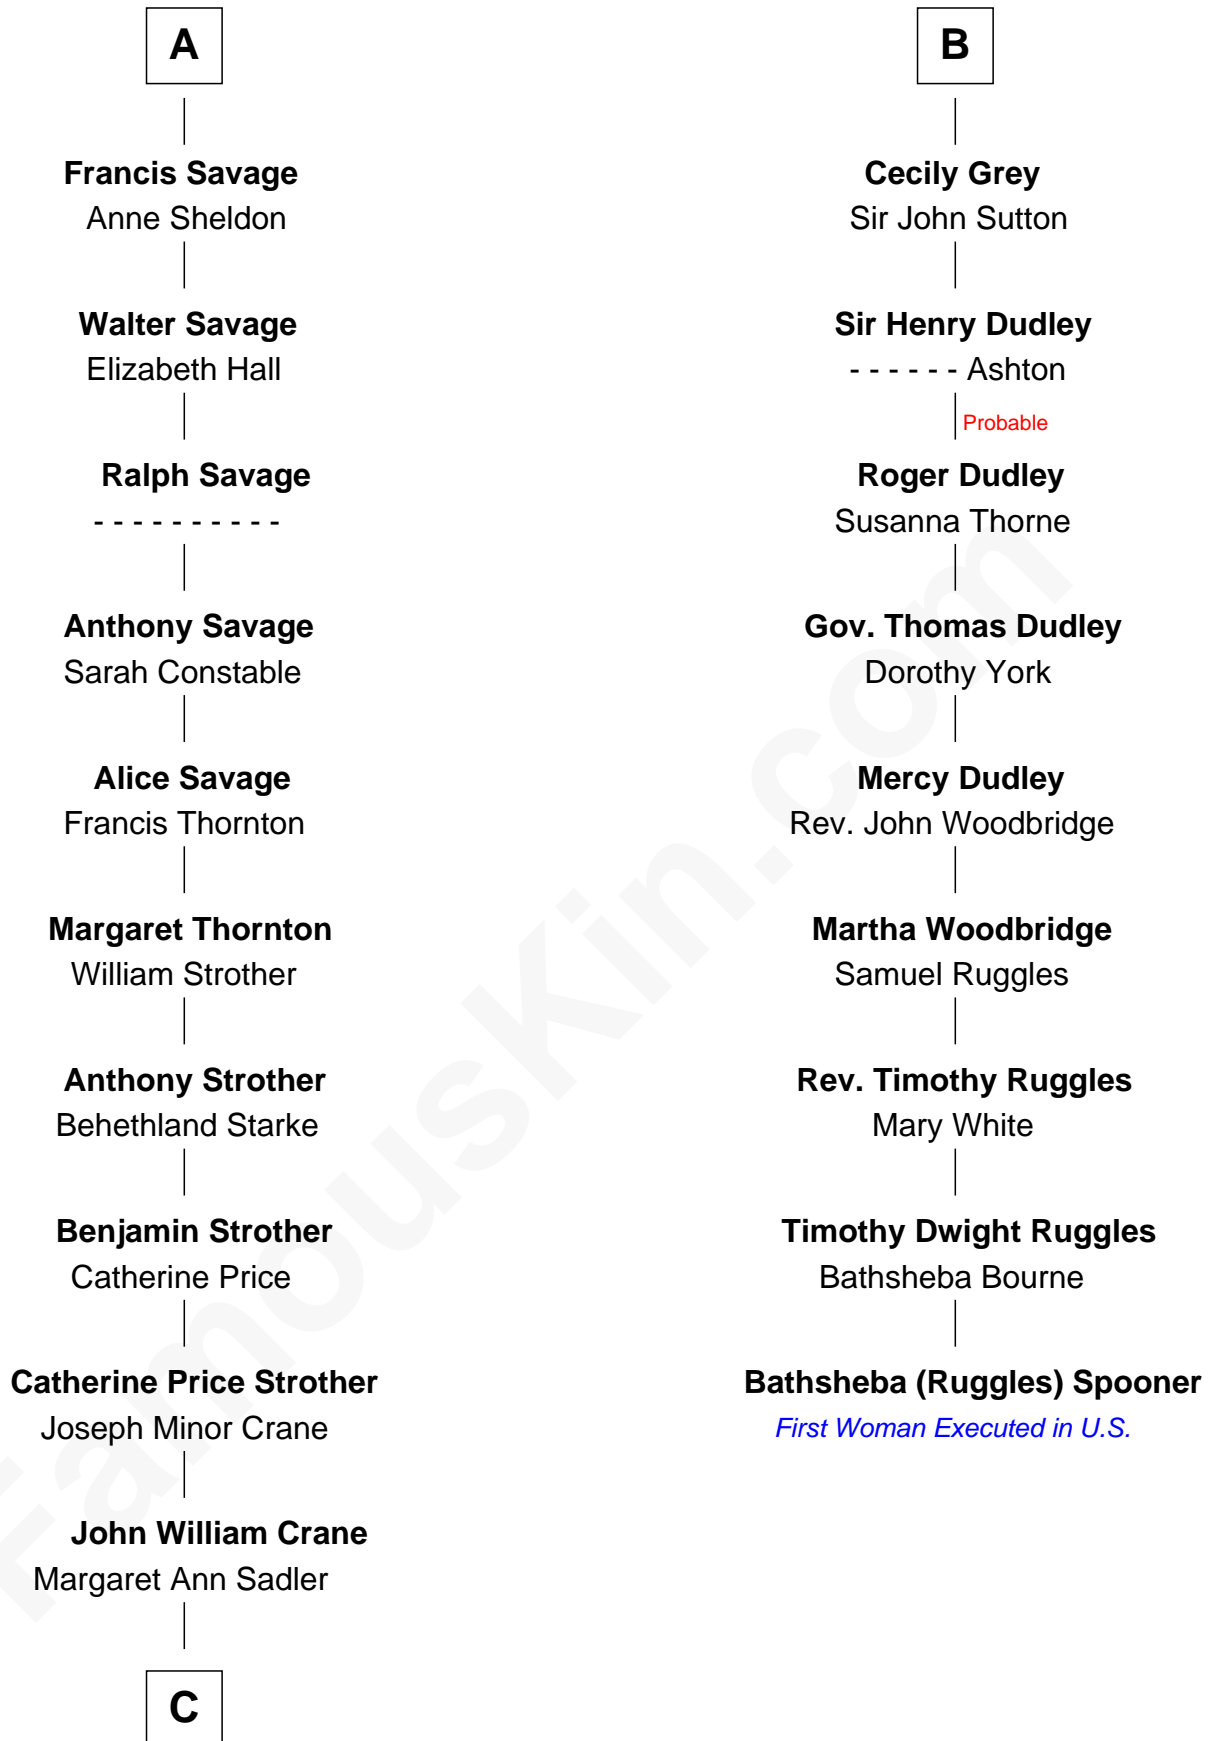 A
Francis Savage
Anne Sheldon
Walter Savage
Elizabeth Hall
Ralph Savage
- - - - - - - - - -
Anthony Savage
Sarah Constable
Alice Savage
Francis Thornton
Margaret Thornton
William Strother
Anthony Strother
Behethland Starke
Benjamin Strother
Catherine Price
Catherine Price Strother
Joseph Minor Crane
John William Crane
Margaret Ann Sadler
C
B
Cecily Grey
Sir John Sutton
Sir Henry Dudley
- - - - - - Ashton
Probable
Roger Dudley
Susanna Thorne
Gov. Thomas Dudley
Dorothy York
Mercy Dudley
Rev. John Woodbridge
Martha Woodbridge
Samuel Ruggles
Rev. Timothy Ruggles
Mary White
Timothy Dwight Ruggles
Bathsheba Bourne
Bathsheba (Ruggles) Spooner
First Woman Executed in U.S.
FamousKin.com